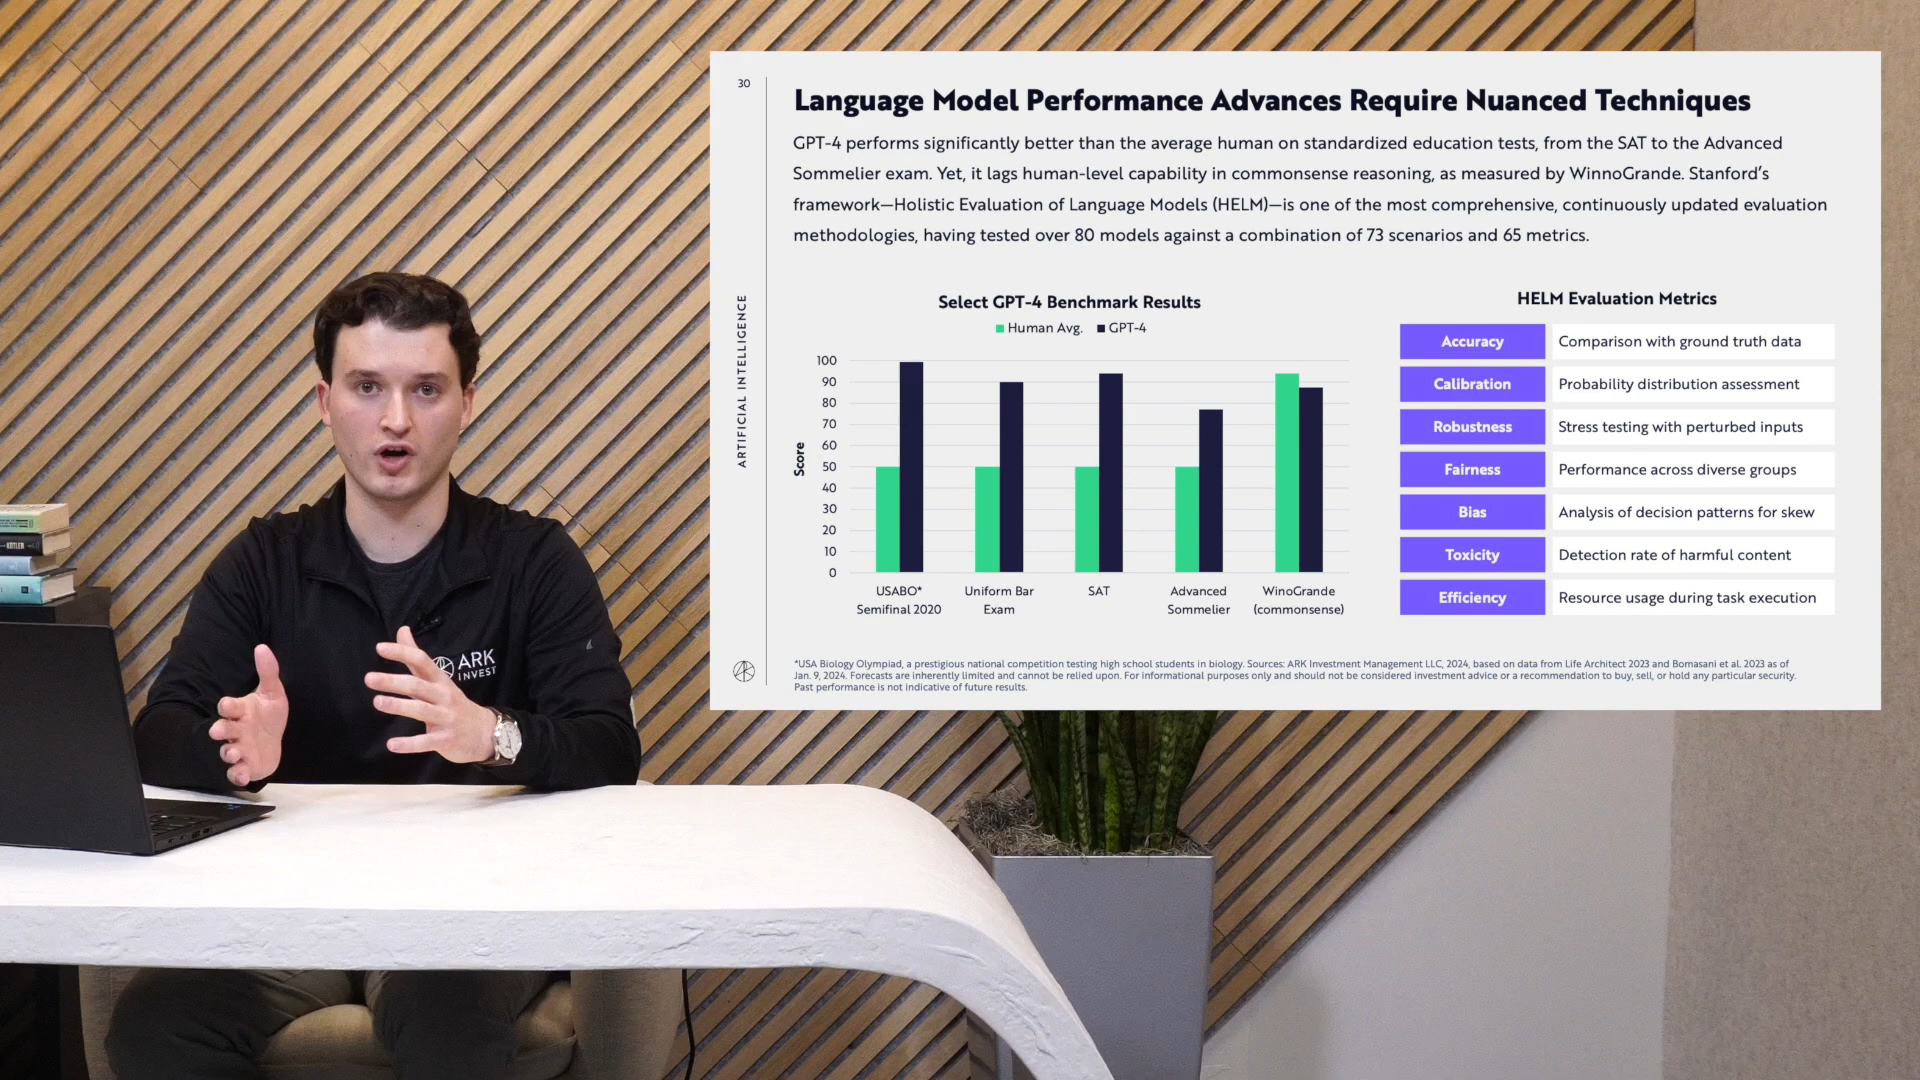 30
Language Model Performance Advances Require Nuanced Techniques
GPT-4 performs significantly better than the average human on standardized education tests, from the SAT to the Advanced
Sommelier exam. Yet, it lags human-level capability in commonsense reasoning, as measured by WinnoGrande. Stanford's
framework—Holistic Evaluation of Language Models (HELM)—is one of the most comprehensive, continuously updated evaluation
methodologies, having tested over 80 models against a combination of 73 scenarios and 65 metrics.
ARTIFICIAL INTELLIGENCE
Select GPT-4 Benchmark Results
Human Avg. GPT-4
Score
100
90
80
70
60
50
40
30
20
10
0
USABO* Semifinal 2020
Uniform Bar Exam
SAT
Advanced Sommelier
WinoGrande (commonsense)
HELM Evaluation Metrics
Accuracy Comparison with ground truth data
Calibration Probability distribution assessment
Robustness Stress testing with perturbed inputs
Fairness Performance across diverse groups
Bias Analysis of decision patterns for skew
Toxicity Detection rate of harmful content
Efficiency Resource usage during task execution
*USA Biology Olympiad, a prestigious national competition testing high school students in biology. Sources: ARK Investment Management LLC, 2024, based on data from Life Architect 2023 and Bomasani et al. 2023 as of
Jan. 9, 2024. Forecasts are inherently limited and cannot be relied upon. For informational purposes only and should not be considered investment advice or a recommendation to buy, sell, or hold any particular security.
Past performance is not indicative of future results.
ARK
INVEST
KOTLER